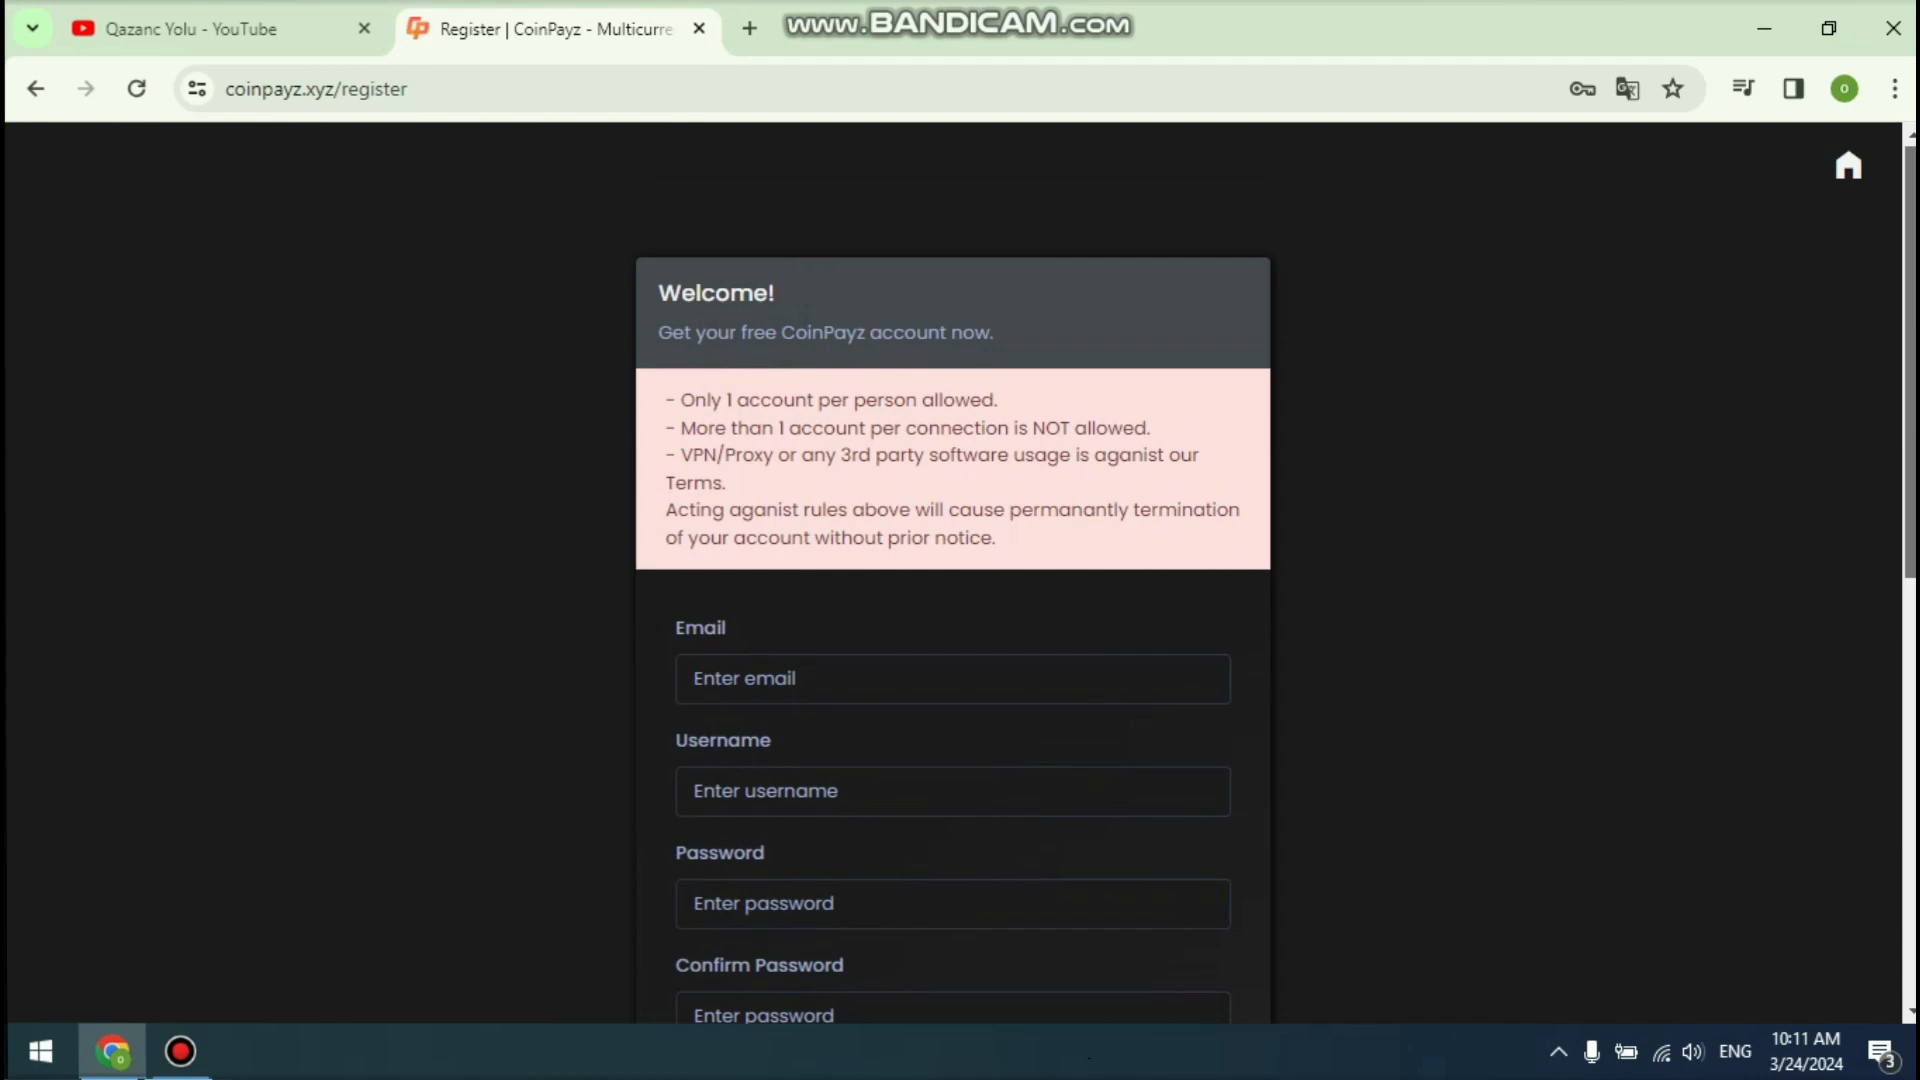 Qazanc Yolu - YouTube
Register | CoinPayz - Multicurre
www.BANDICAM.com
coinpayz.xyz/register
o
Welcome!
Get your free CoinPayz account now.
- Only 1 account per person allowed.
- More than 1 account per connection is NOT allowed.
- VPN/Proxy or any 3rd party software usage is aganist our
Terms.
Acting aganist rules above will cause permanantly termination
of your account without prior notice.
Email
Enter email
Username
Enter username
Password
Enter password
Confirm Password
Enter password
ENG
10:11 AM
3/24/2024
3